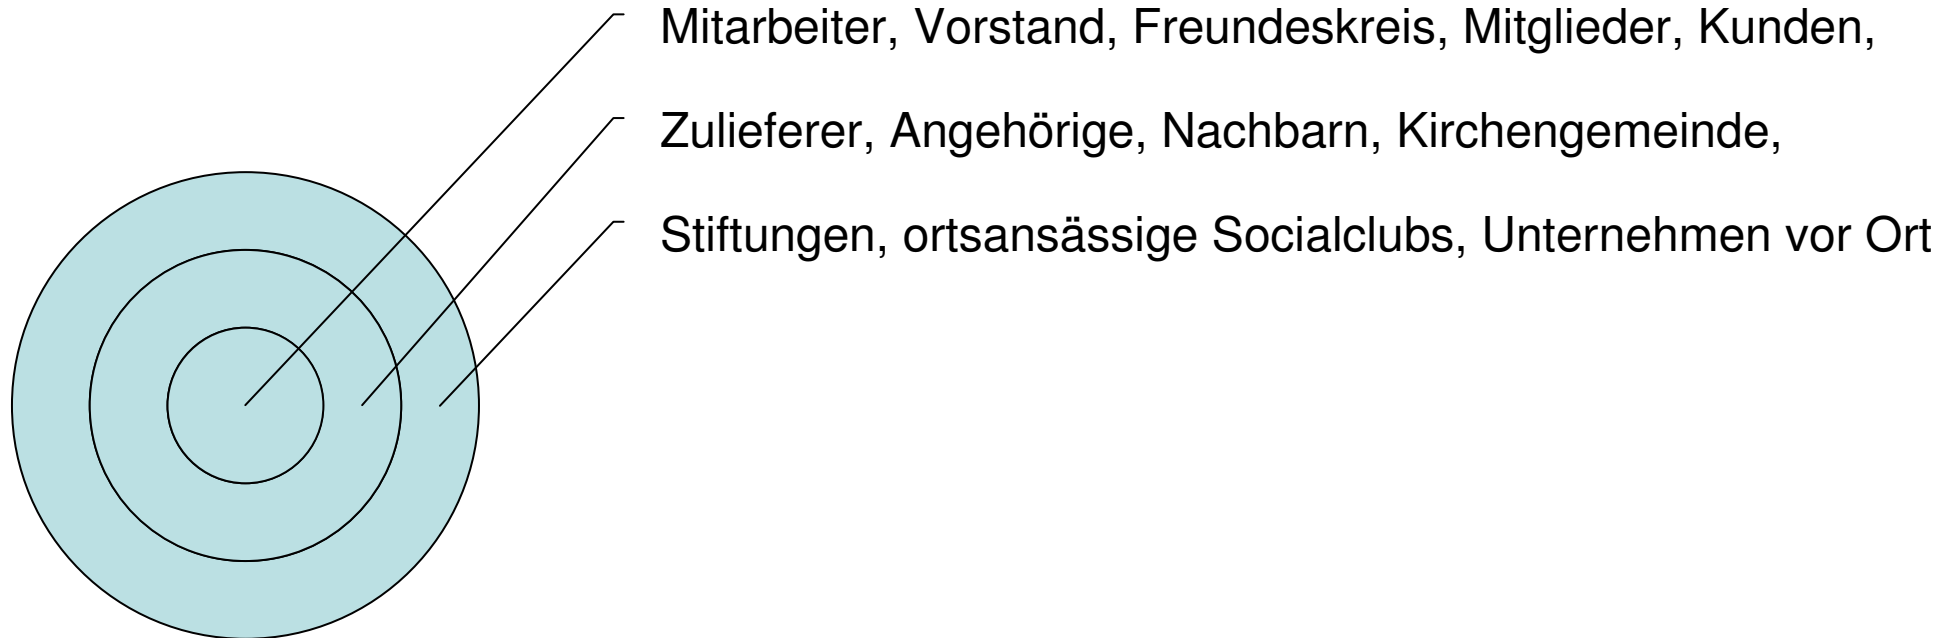 Mitarbeiter, Vorstand, Freundeskreis, Mitglieder, Kunden,
Zulieferer, Angehörige, Nachbarn, Kirchengemeinde,
Stiftungen, ortsansässige Socialclubs, Unternehmen vor Ort